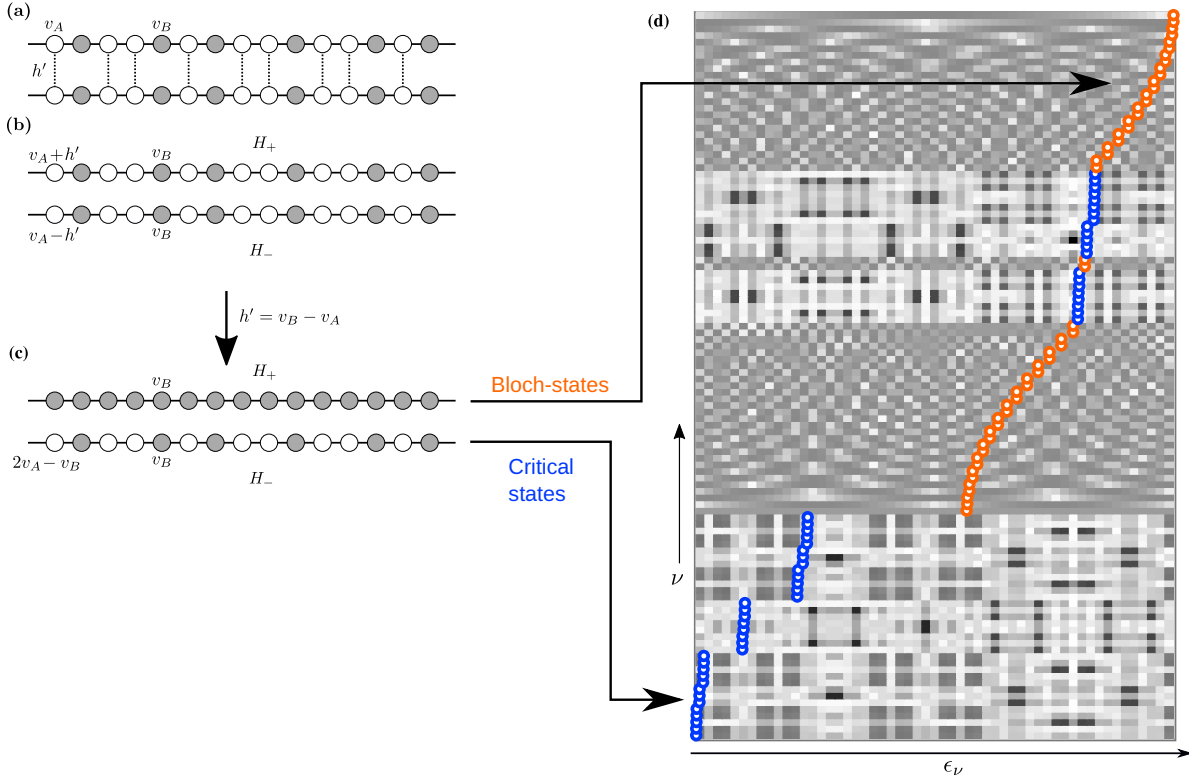 (a)
v_A
v_B
h′
(b)
v_A+h′
v_B
H_+
v_A−h′
v_B
H_−
h′ = v_B − v_A
(c)
v_B
H_+
2v_A− v_B
v_B
H_−
Bloch-states
Critical
states
(d)
ν
ϵ_ν